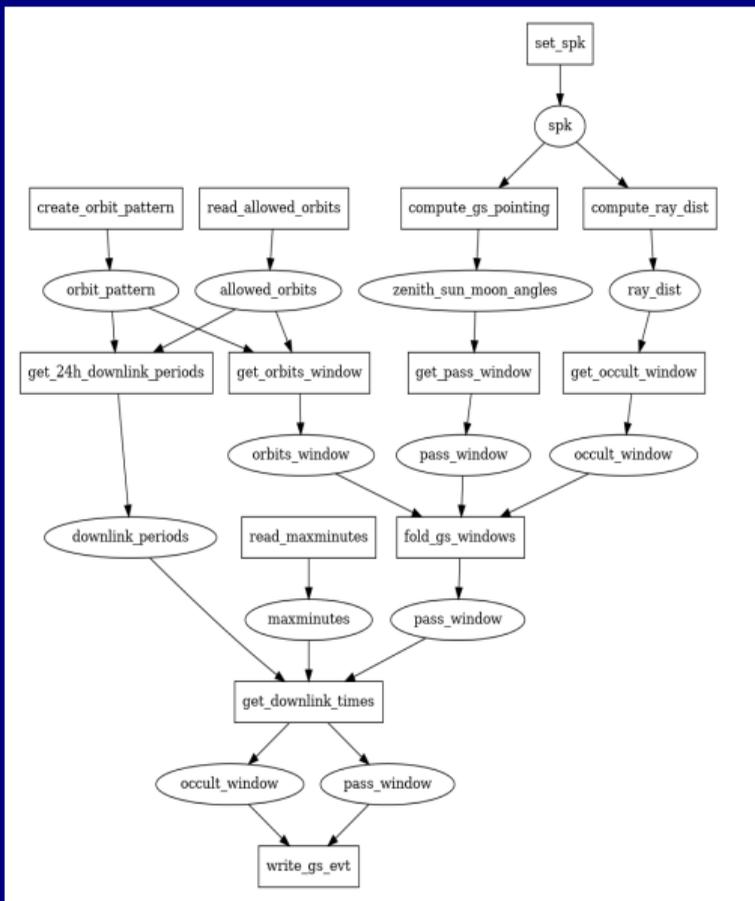 set_spk
spk
create_orbit_pattern
read_allowed_orbits
compute_gs_pointing
compute_ray_dist
orbit_pattern
allowed_orbits
zenith_sun_moon_angles
ray_dist
get_24h_downlink_periods
get_orbits_window
get_pass_window
get_occult_window
orbits_window
pass_window
occult_window
downlink_periods
read_maxminutes
fold_gs_windows
maxminutes
pass_window
get_downlink_times
occult_window
pass_window
write_gs_evt